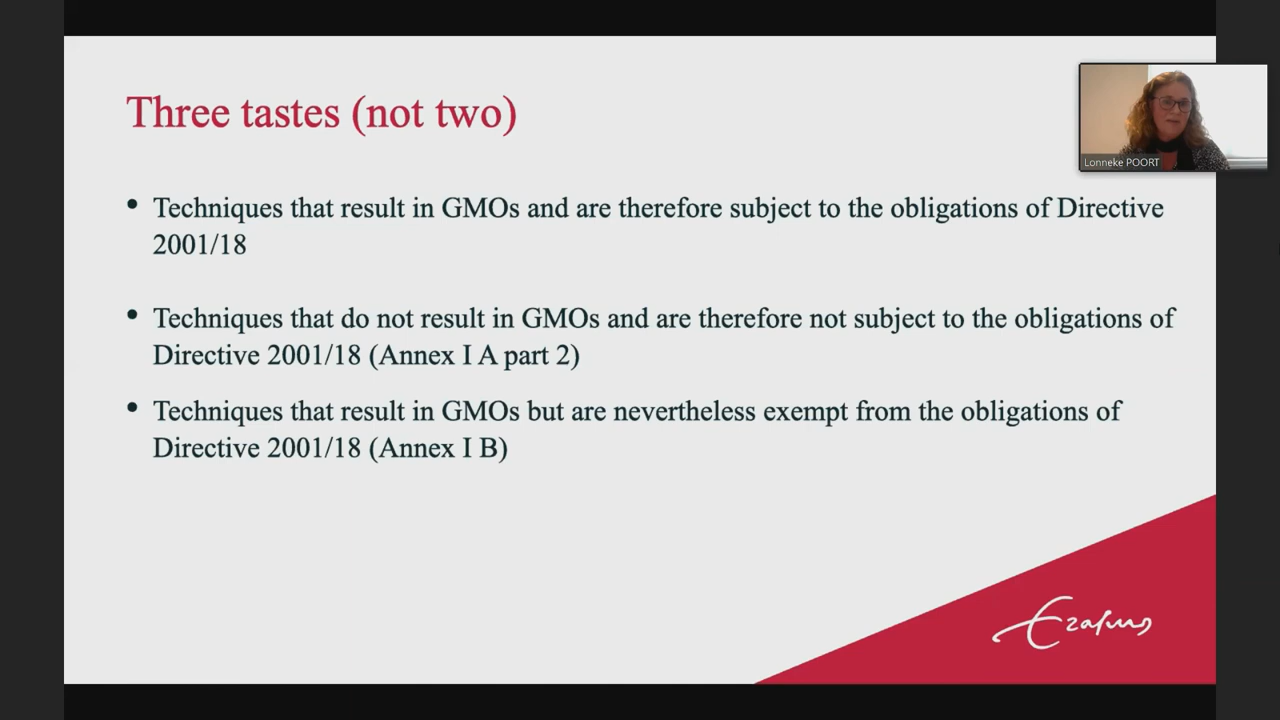 Three tastes (not two)
Lonneke POORT
• Techniques that result in GMOs and are therefore subject to the obligations of Directive
2001/18
• Techniques that do not result in GMOs and are therefore not subject to the obligations of
Directive 2001/18 (Annex I A part 2)
• Techniques that result in GMOs but are nevertheless exempt from the obligations of
Directive 2001/18 (Annex I B)
Erasmus